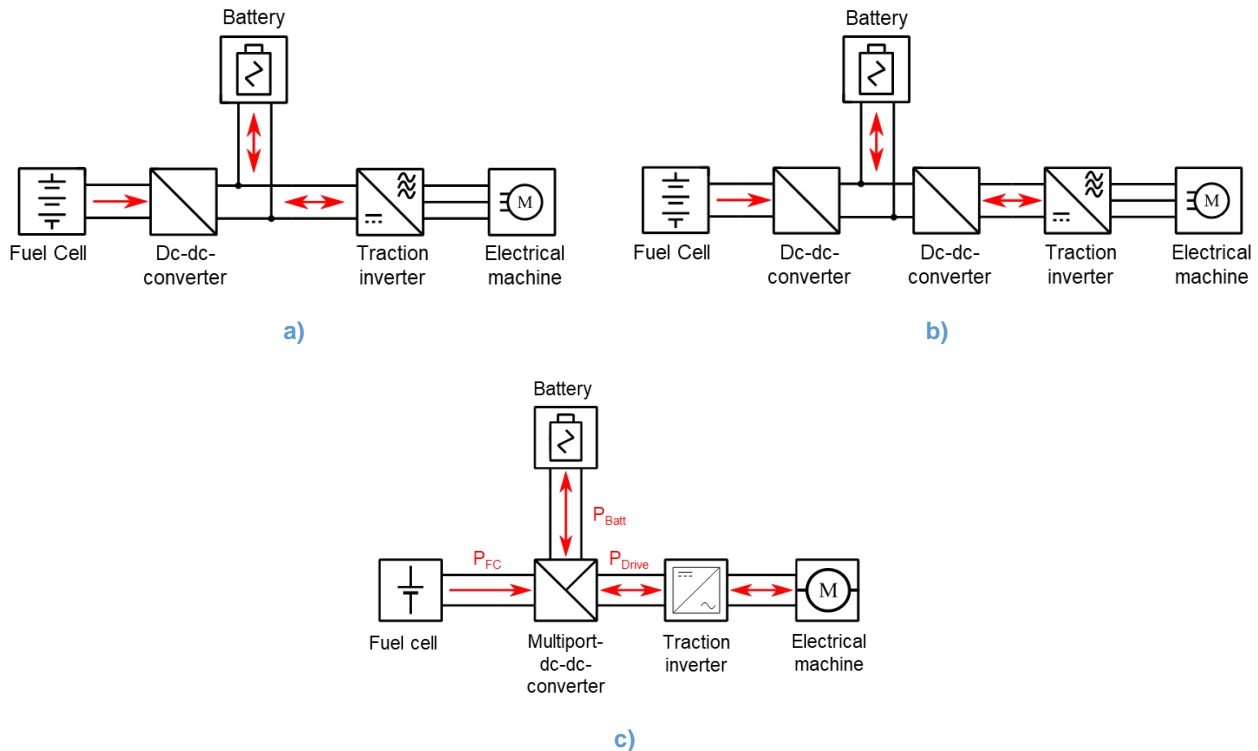 Battery
Fuel Cell
Dc-dc-
converter
Traction
inverter
M
Electrical
machine
a)
Battery
Fuel Cell
Dc-dc-
converter
Dc-dc-
converter
Traction
inverter
M
Electrical
machine
b)
Battery
P_Batt
P_FC
P_Drive
M
Fuel cell
Multiport-
dc-dc-
converter
Traction
inverter
Electrical
machine
c)